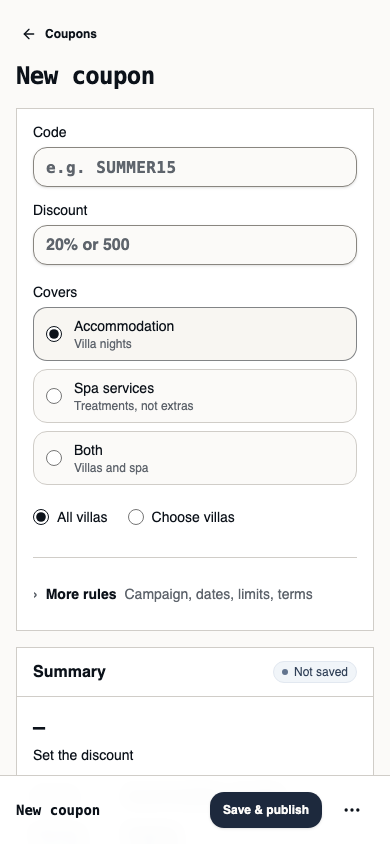 Coupons
New coupon
Code
e.g. SUMMER15
Discount
20% or 500
Covers
Accommodation
Villa nights
Spa services
Treatments, not extras
Both
Villas and spa
All villas Choose villas
› More rules Campaign, dates, limits, terms
Summary Not saved
–
Set the discount
New coupon Save & publish ...